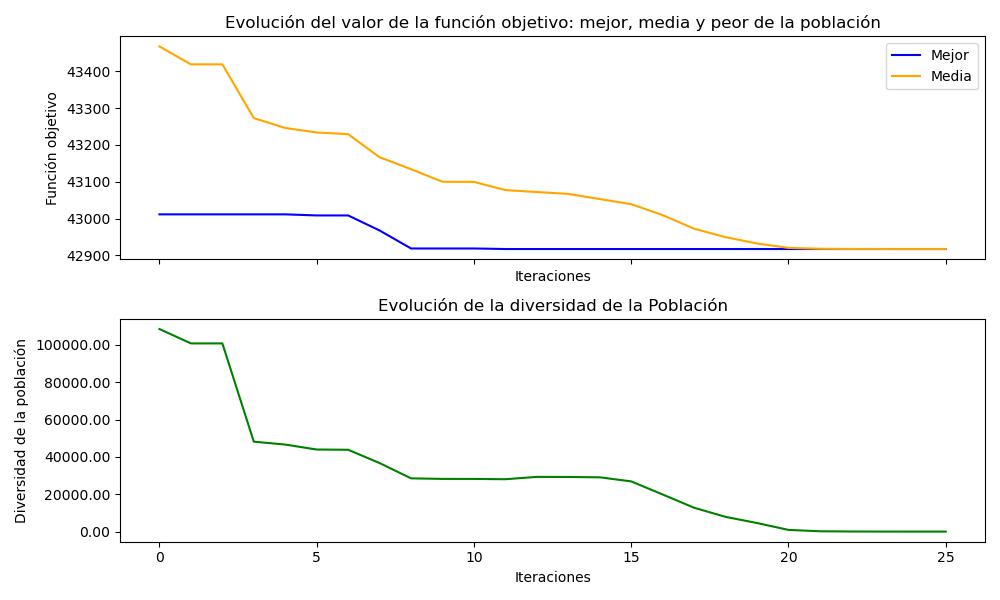 Evolución del valor de la función objetivo: mejor, media y peor de la población
Función objetivo
43400
43300
43200
43100
43000
42900
Mejor
Media
Iteraciones
Evolución de la diversidad de la Población
Diversidad de la población
100000.00
80000.00
60000.00
40000.00
20000.00
0.00
0 5 10 15 20 25
Iteraciones